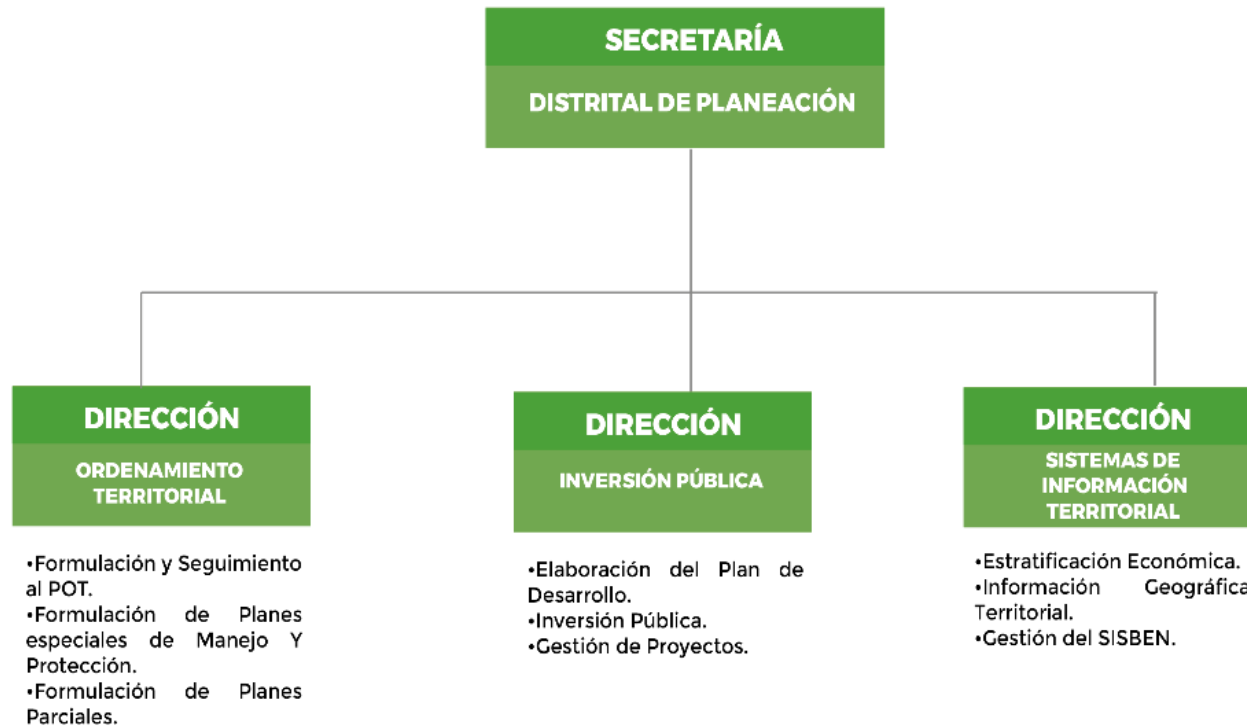 SECRETARÍA
DISTRITAL DE PLANEACIÓN
DIRECCIÓN
ORDENAMIENTO
TERRITORIAL
•Formulación y Seguimiento
al POT.
•Formulación de Planes
especiales de Manejo Y
Protección.
•Formulación de Planes
Parciales.
DIRECCIÓN
INVERSIÓN PÚBLICA
•Elaboración del Plan de
Desarrollo.
•Inversión Pública.
•Gestión de Proyectos.
DIRECCIÓN
SISTEMAS DE
INFORMACIÓN
TERRITORIAL
•Estratificación Económica.
•Información Geográfica
Territorial.
•Gestión del SISBEN.